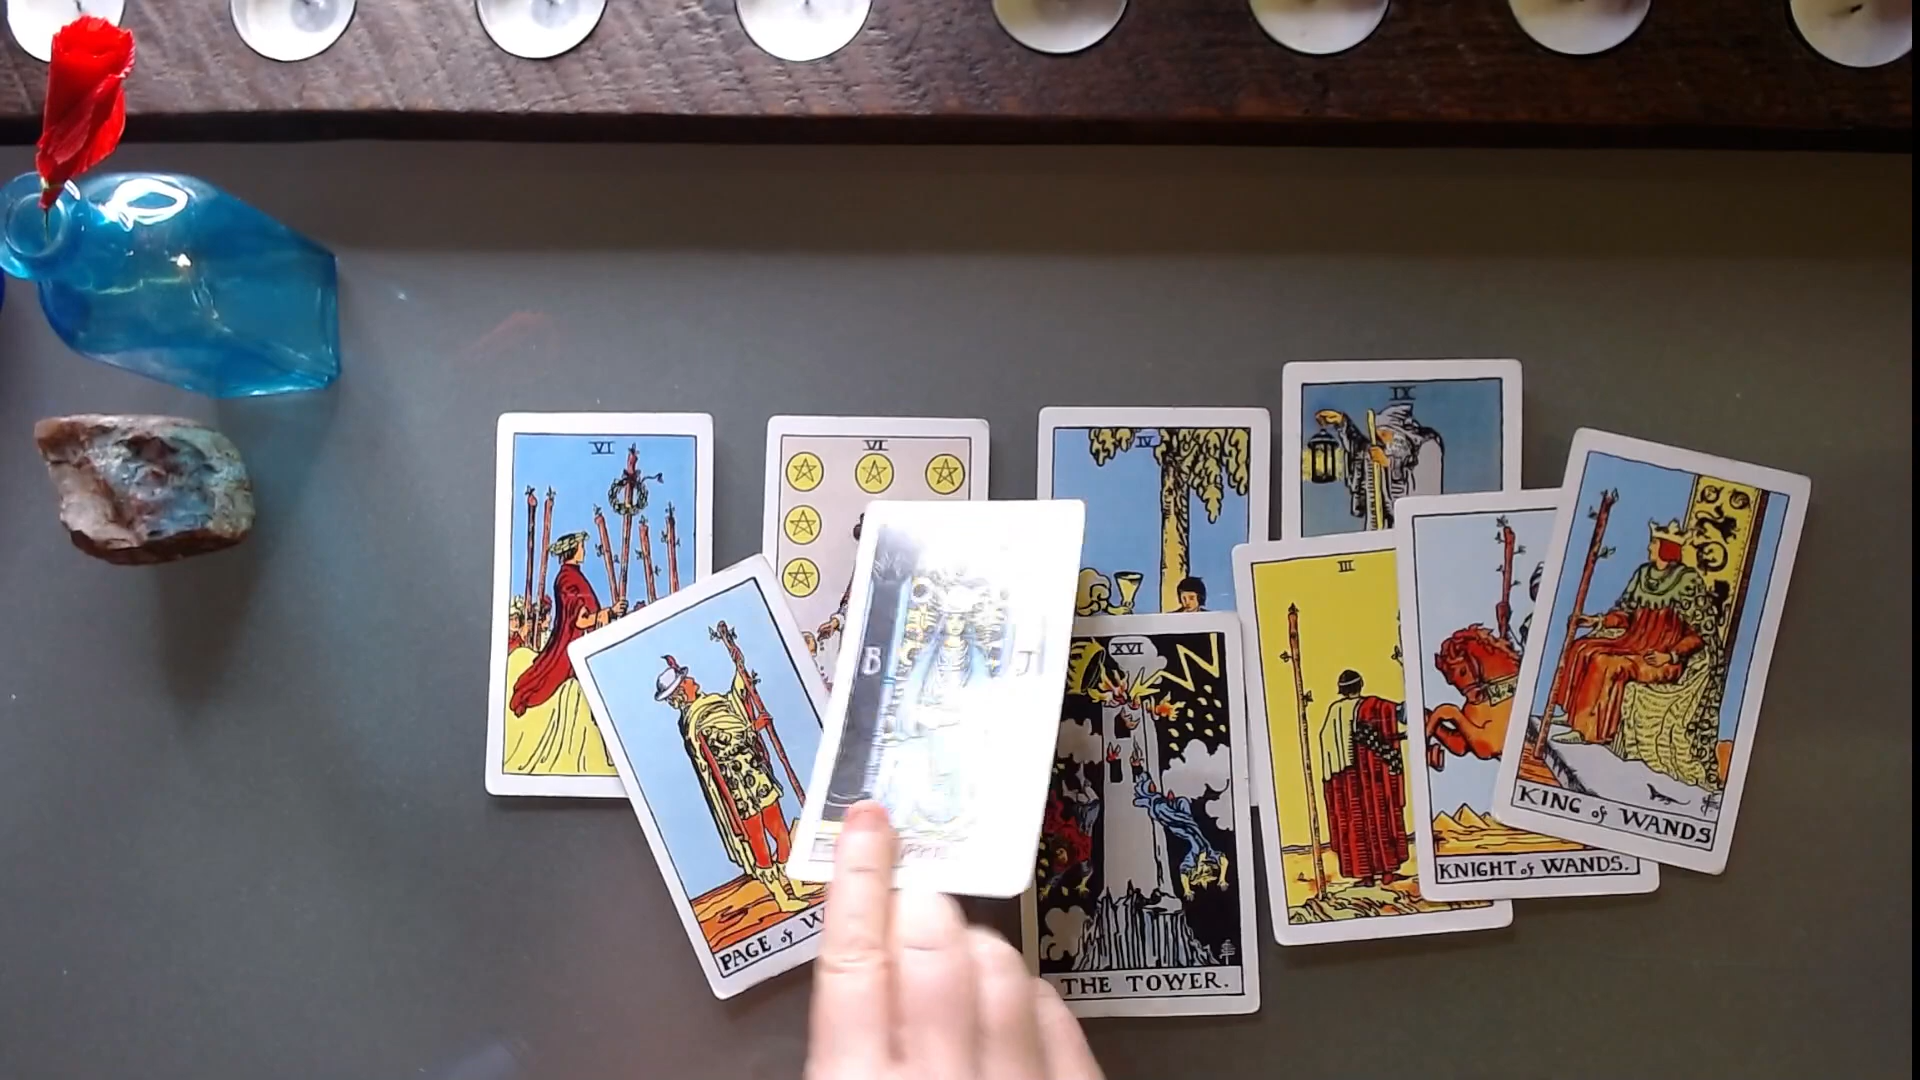 VI
VI
IV
IX
III
B
J
XVI
PAGE of W
THE TOWER.
KNIGHT of WANDS.
KING of WANDS